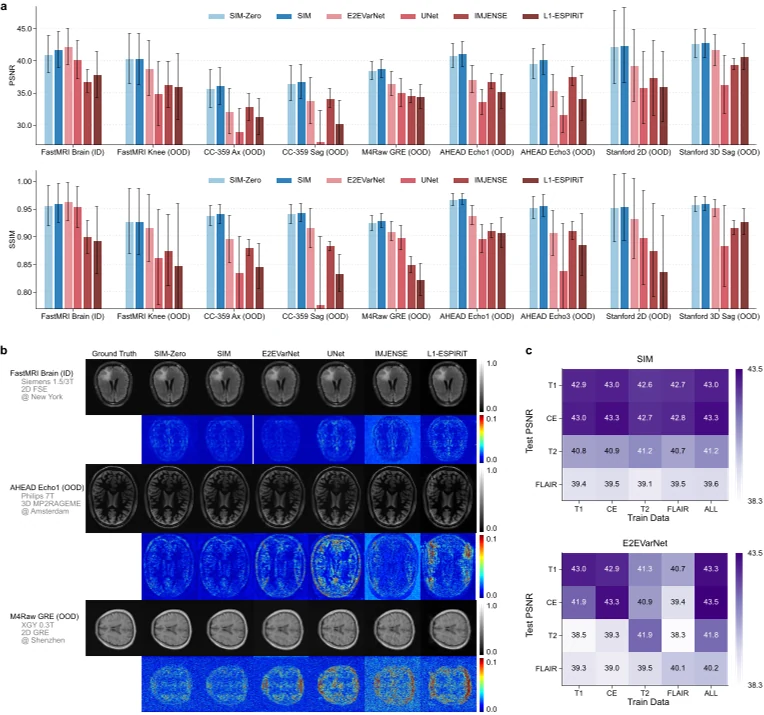 a
SIM-Zero SIM E2EVarNet UNet IMJENSE L1-ESPIRiT
PSNR
45.0
40.0
35.0
30.0
FastMRI Brain (ID) FastMRI Knee (OOD) CC-359 Ax (OOD) CC-359 Sag (OOD) M4Raw GRE (OOD) AHEAD Echo1 (OOD) AHEAD Echo3 (OOD) Stanford 2D (OOD) Stanford 3D Sag (OOD)
SIM-Zero SIM E2EVarNet UNet IMJENSE L1-ESPIRiT
SSIM
1.00
0.95
0.90
0.85
0.80
FastMRI Brain (ID) FastMRI Knee (OOD) CC-359 Ax (OOD) CC-359 Sag (OOD) M4Raw GRE (OOD) AHEAD Echo1 (OOD) AHEAD Echo3 (OOD) Stanford 2D (OOD) Stanford 3D Sag (OOD)
b
Ground Truth SIM-Zero SIM E2EVarNet UNet IMJENSE L1-ESPIRiT
FastMRI Brain (ID)
Siemens 1.5/3T
2D FSE
@ New York
1.0
0.0
0.1
0.0
AHEAD Echo1 (OOD)
Philips 7T
3D MP2RAGEME
@ Amsterdam
1.0
0.0
0.1
0.0
M4Raw GRE (OOD)
XGY 0.3T
2D GRE
@ Shenzhen
1.0
0.0
0.1
0.0
c
SIM
Test PSNR
T1 42.9 43.0 42.6 42.7 43.0
CE 43.0 43.3 42.7 42.8 43.3
T2 40.8 40.9 41.2 40.7 41.2
FLAIR 39.4 39.5 39.1 39.5 39.6
T1 CE T2 FLAIR ALL
Train Data
43.5
38.3
E2EVarNet
Test PSNR
T1 43.0 42.9 41.3 40.7 43.3
CE 41.9 43.3 40.9 39.4 43.5
T2 38.5 39.3 41.9 38.3 41.8
FLAIR 39.3 39.0 39.5 40.1 40.2
T1 CE T2 FLAIR ALL
Train Data
43.5
38.3